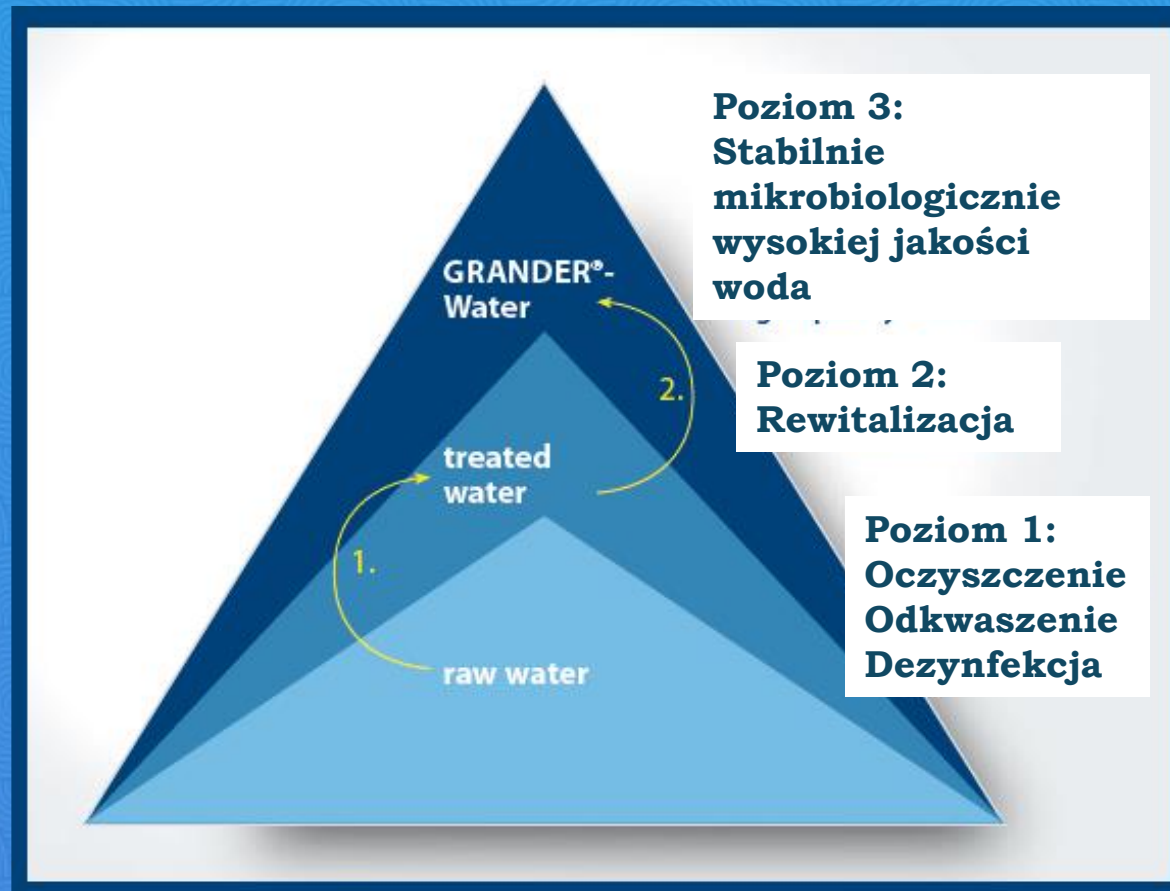 Poziom 3:
Stabilnie
mikrobiologicznie
wysokiej jakości
woda
GRANDER®-
Water
Poziom 2:
Rewitalizacja
2.
treated
water
Poziom 1:
Oczyszczenie
Odkwaszenie
Dezynfekcja
1.
raw water